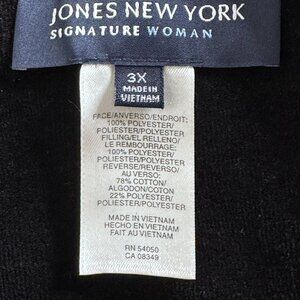 JONES NEW YORK
SIGNATURE WOMAN
3X
MADE IN
VIETNAM
FACE/ANVERSO/ENDROIT:
100% POLYESTER/
POLIESTER/POLYESTER
FILLING/EL RELLENO/
LE REMBOURRAGE:
100% POLYESTER/
POLIESTER/POLYESTER
REVERSE/REVERSO/
AU VERSO:
78% COTTON/
ALGODON/COTON
22% POLYESTER/
POLIESTER/POLYESTER
MADE IN VIETNAM
HECHO EN VIETNAM
FAIT AU VIETNAM
RN 54050
CA 08349